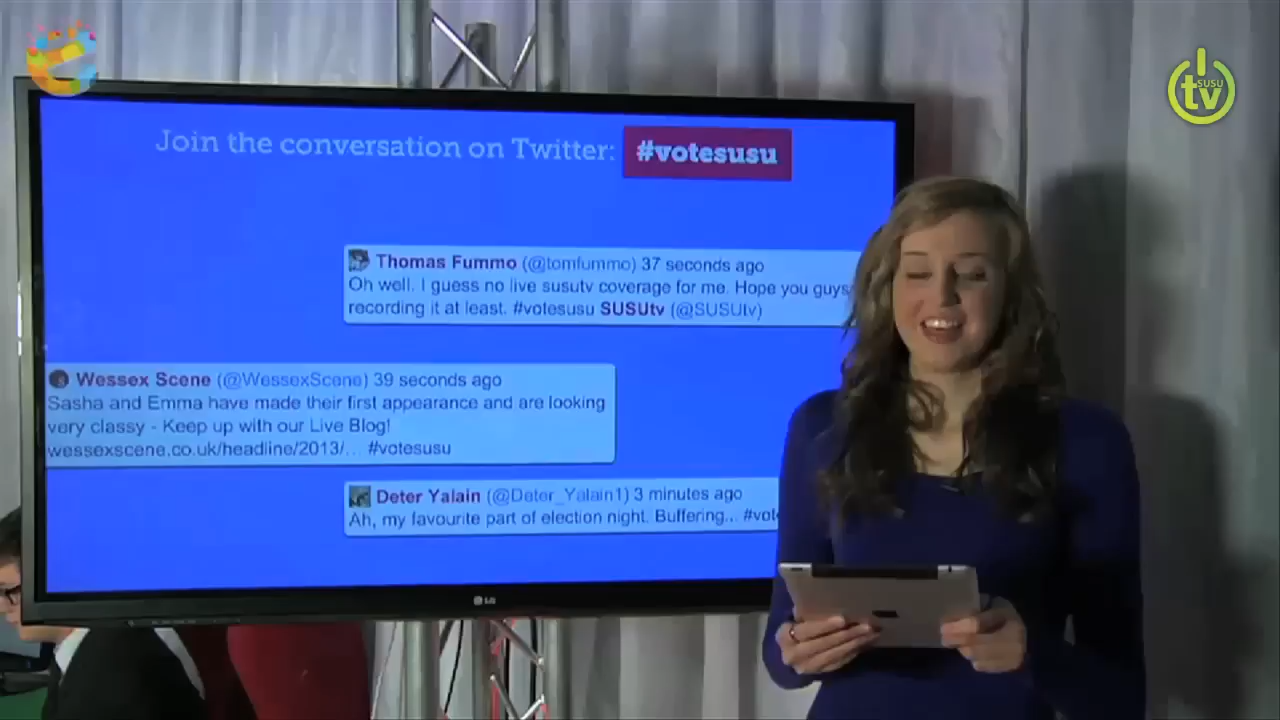 SUSU
tv
Join the conversation on Twitter: #votesusu
Thomas Fummo (@tomfummo) 37 seconds ago
Oh well. I guess no live susutv coverage for me. Hope you guys
recording it at least. #votesusu SUSUtv (@SUSUtv)
Wessex Scene (@WessexScene) 39 seconds ago
Sasha and Emma have made their first appearance and are looking
very classy - Keep up with our Live Blog!
wessexscene.co.uk/headline/2013/... #votesusu
Deter Yalain (@Deter_Yalain1) 3 minutes ago
Ah, my favourite part of election night. Buffering... #vot
LG